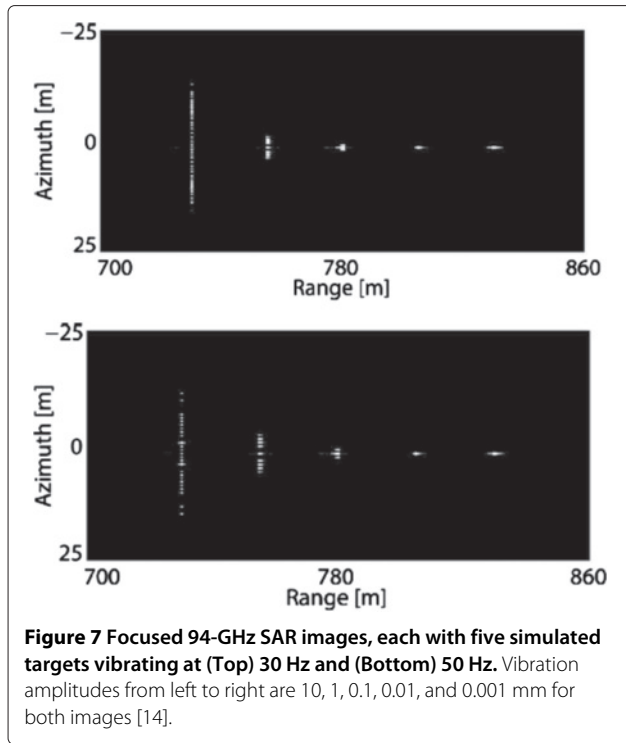 −25
0
25
Azimuth [m]
700
780
860
Range [m]
−25
0
25
Azimuth [m]
700
780
860
Range [m]
Figure 7 Focused 94-GHz SAR images, each with five simulated
targets vibrating at (Top) 30 Hz and (Bottom) 50 Hz. Vibration
amplitudes from left to right are 10, 1, 0.1, 0.01, and 0.001 mm for
both images [14].